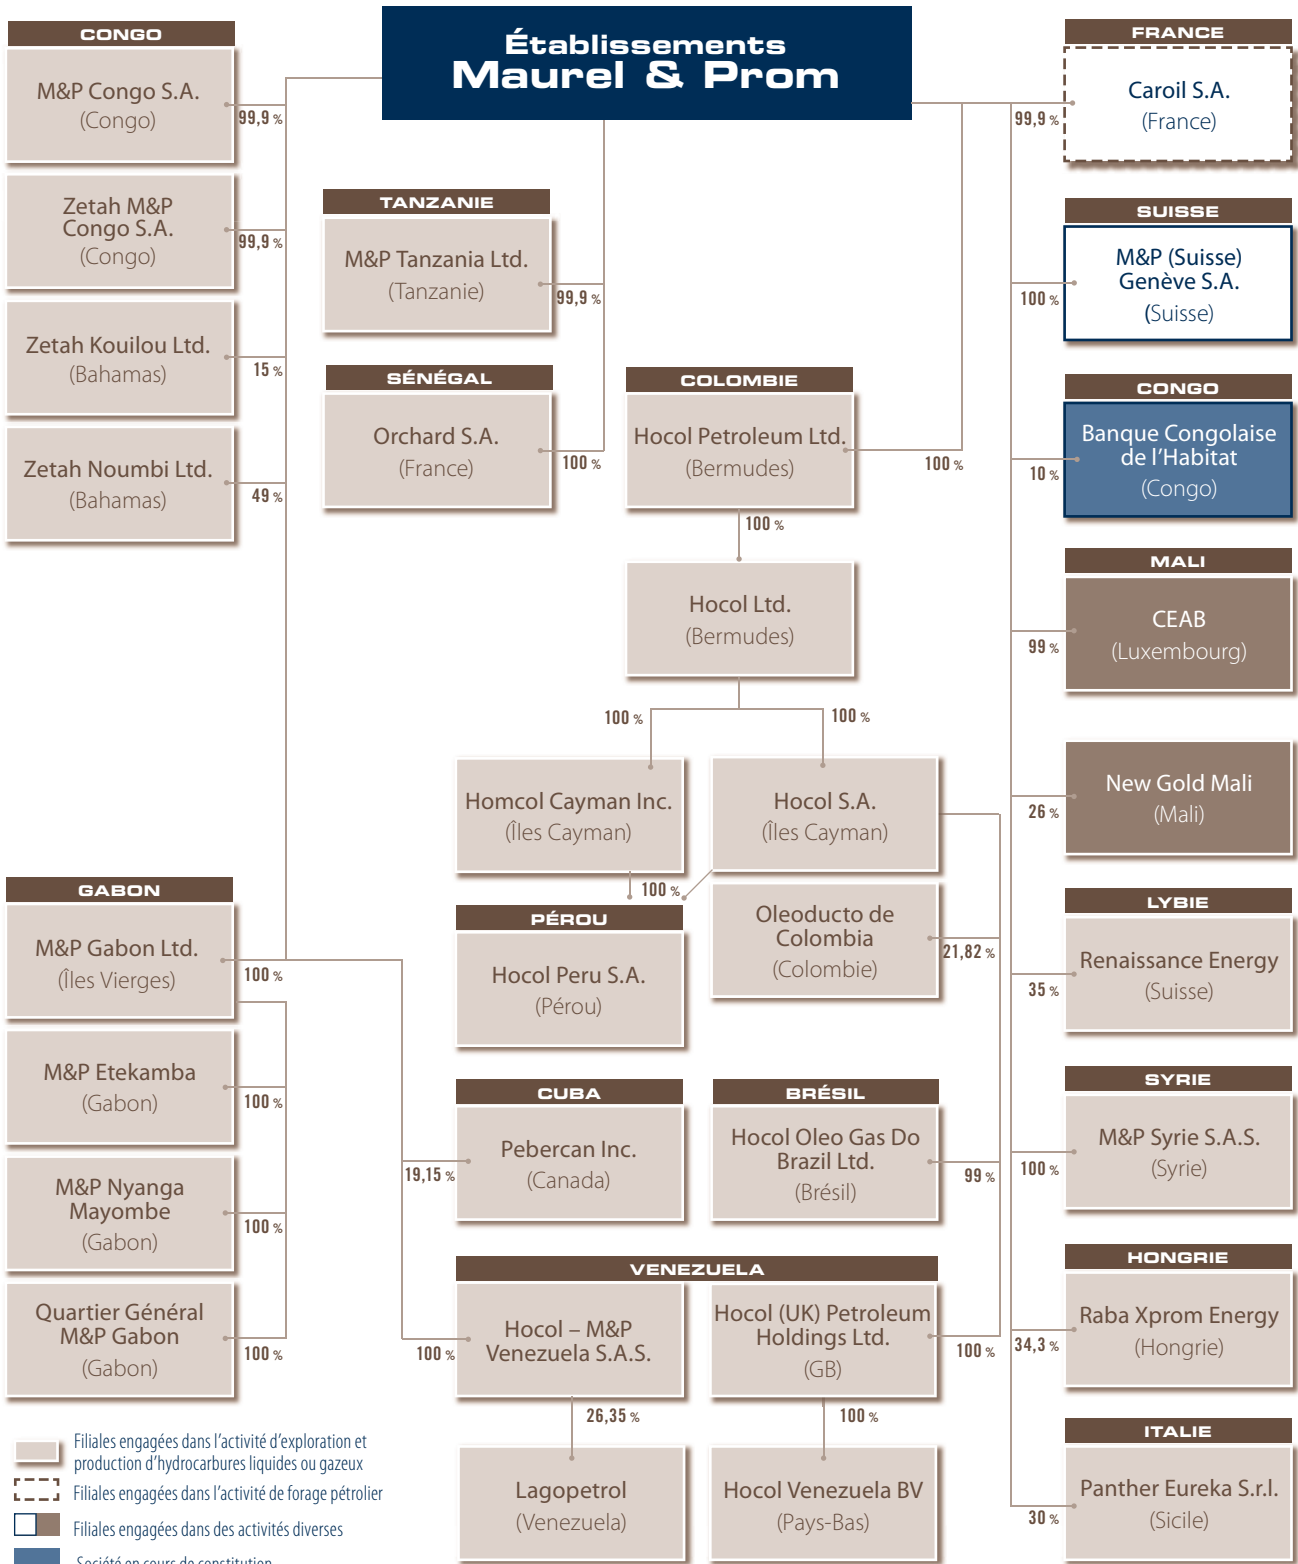 Établissements
Maurel & Prom
CONGO
M&P Congo S.A.
(Congo)
99,9 %
Zetah M&P
Congo S.A.
(Congo)
99,9 %
Zetah Kouilou Ltd.
(Bahamas)
15 %
Zetah Noumbi Ltd.
(Bahamas)
49 %
TANZANIE
M&P Tanzania Ltd.
(Tanzanie)
99,9 %
SÉNÉGAL
Orchard S.A.
(France)
100 %
COLOMBIE
Hocol Petroleum Ltd.
(Bermudes)
100 %
100 %
Hocol Ltd.
(Bermudes)
100 %
100 %
Homcol Cayman Inc.
(Îles Cayman)
Hocol S.A.
(Îles Cayman)
100 %
PÉROU
Hocol Peru S.A.
(Pérou)
Oleoducto de
Colombia
(Colombie)
21,82 %
GABON
M&P Gabon Ltd.
(Îles Vierges)
100 %
M&P Etekamba
(Gabon)
100 %
M&P Nyanga
Mayombe
(Gabon)
100 %
Quartier Général
M&P Gabon
(Gabon)
100 %
CUBA
Pebercan Inc.
(Canada)
19,15 %
BRÉSIL
Hocol Oleo Gas Do
Brazil Ltd.
(Brésil)
99 %
VENEZUELA
Hocol – M&P
Venezuela S.A.S.
100 %
Hocol (UK) Petroleum
Holdings Ltd.
(GB)
100 %
26,35 %
100 %
Lagopetrol
(Venezuela)
Hocol Venezuela BV
(Pays-Bas)
FRANCE
Caroil S.A.
(France)
99,9 %
SUISSE
M&P (Suisse)
Genève S.A.
(Suisse)
100 %
CONGO
Banque Congolaise
de l'Habitat
(Congo)
10 %
MALI
CEAB
(Luxembourg)
99 %
New Gold Mali
(Mali)
26 %
LYBIE
Renaissance Energy
(Suisse)
35 %
SYRIE
M&P Syrie S.A.S.
(Syrie)
100 %
HONGRIE
Raba Xprom Energy
(Hongrie)
34,3 %
ITALIE
Panther Eureka S.r.l.
(Sicile)
30 %
Filiales engagées dans l'activité d'exploration et
production d'hydrocarbures liquides ou gazeux
Filiales engagées dans l'activité de forage pétrolier
Filiales engagées dans des activités diverses
Société en cours de constitution